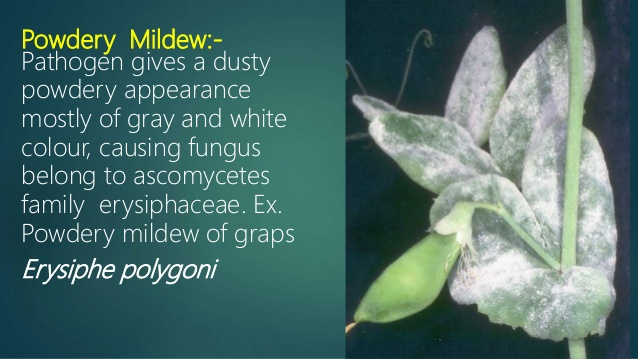 Powdery Mildew:-
Pathogen gives a dusty
powdery appearance
mostly of gray and white
colour, causing fungus
belong to ascomycetes
family erysiphaceae. Ex.
Powdery mildew of graps
Erysiphe polygoni